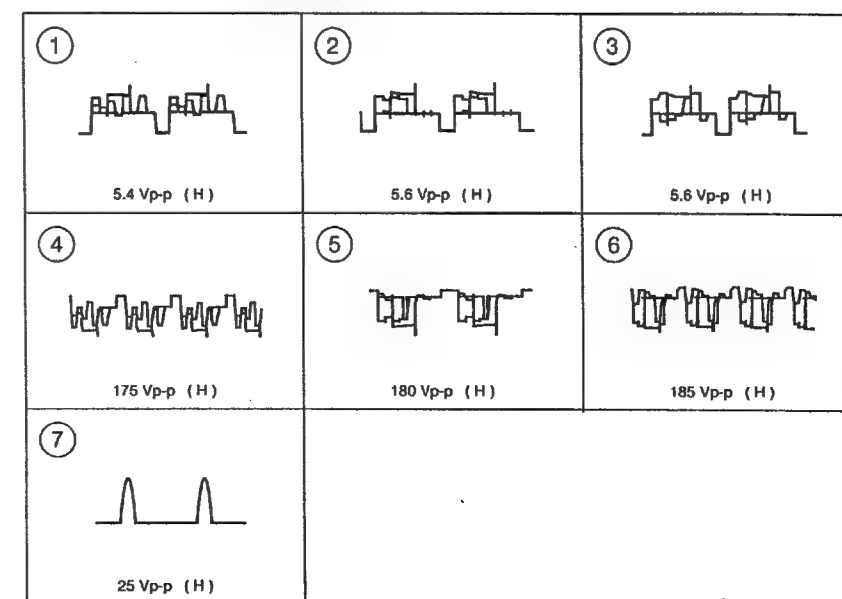 1 2 3
5.4 Vp-p (H) 5.6 Vp-p (H) 5.6 Vp-p (H)
4 5 6
175 Vp-p (H) 180 Vp-p (H) 185 Vp-p (H)
7
25 Vp-p (H)